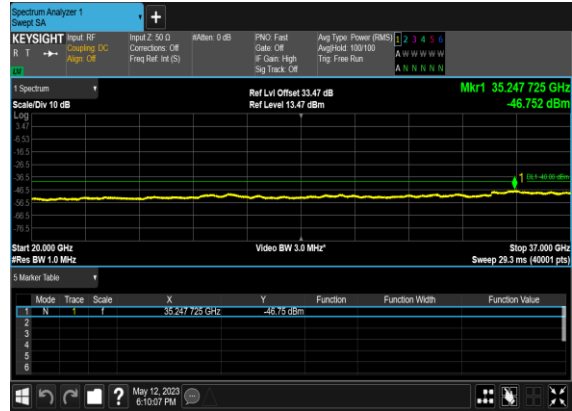 Spectrum Analyzer 1
Swept SA
+
KEYSIGHT Input: RF Input Z: 50 Ω #Atten: 0 dB PNO: Fast Avg Type: Power (RMS) 1 2 3 4 5 6
R T Coupling: DC Corrections: Off Gate: Off Avg|Hold: 100/100 A W W W W W
Align: Off Freq Ref: Int (S) IF Gain: High Trig: Free Run
Sig Track: Off A N N N N N
1 Spectrum Ref Lvl Offset 33.47 dB Mkr1 35.247 725 GHz
Scale/Div 10 dB Ref Level 13.47 dBm -46.752 dBm
Log
3.47
-6.53
-16.5
-26.5
-36.5 1 DL1 -40.00 dBm
-46.5
-56.5
-66.5
-76.5
Start 20.000 GHz Video BW 3.0 MHz* Stop 37.000 GHz
#Res BW 1.0 MHz Sweep 29.3 ms (40001 pts)
5 Marker Table
Mode Trace Scale X Y Function Function Width Function Value
1 N 1 f 35.247 725 GHz -46.75 dBm
2
3
4
5
6
? May 12, 2023
6:10:07 PM